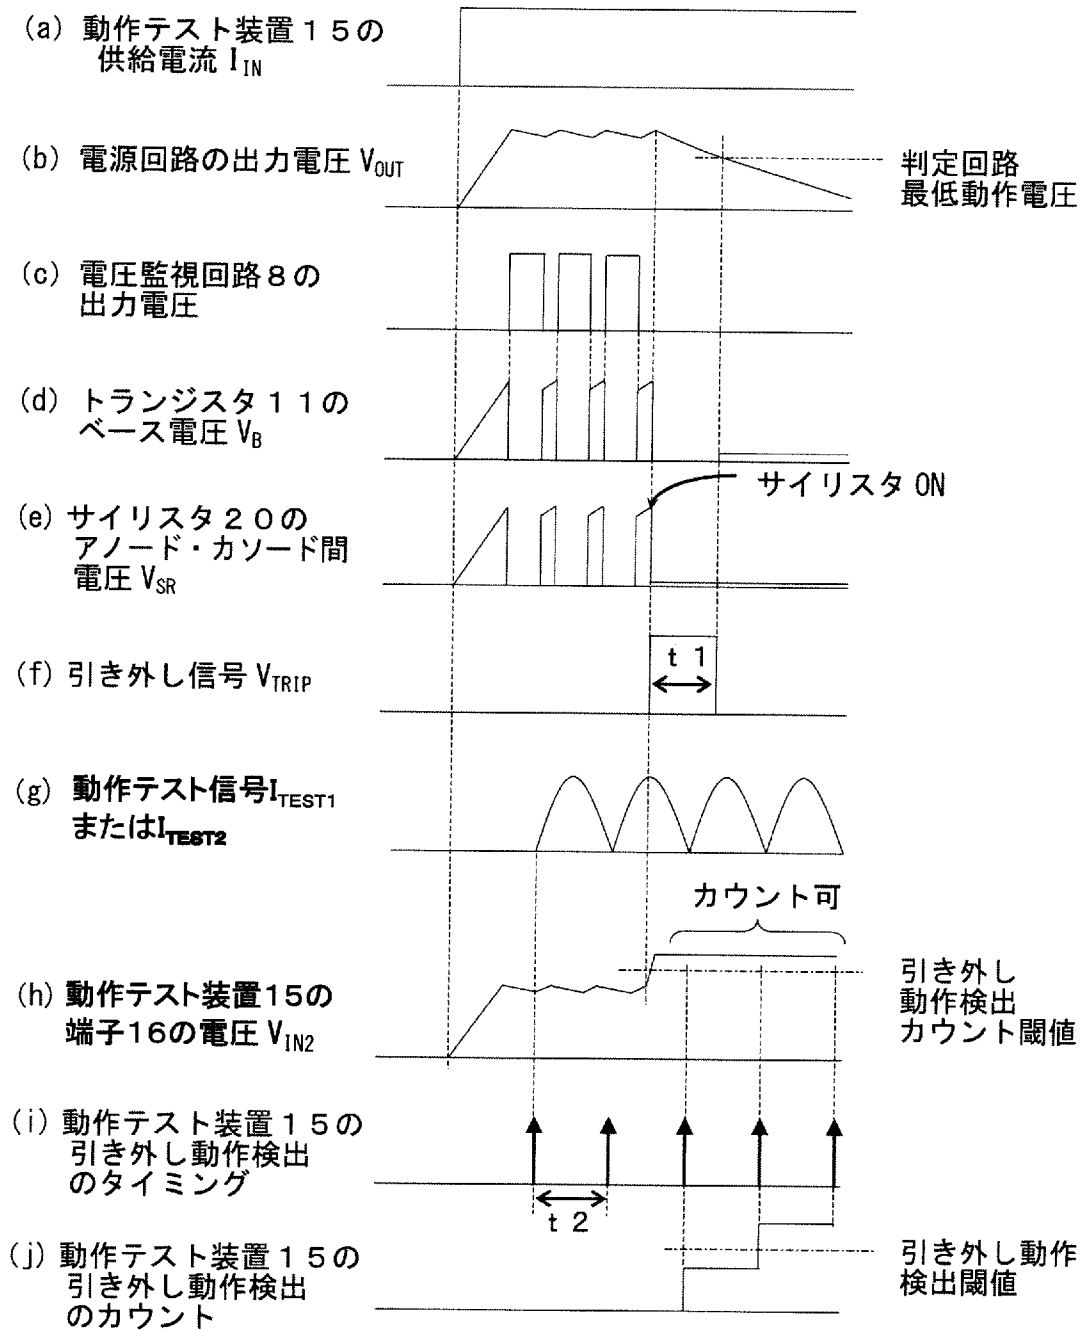 (a) 動作テスト装置１５の
供給電流 I_IN
(b) 電源回路の出力電圧 V_OUT
判定回路
最低動作電圧
(c) 電圧監視回路８の
出力電圧
(d) トランジスタ１１の
ベース電圧 V_B
サイリスタ ON
(e) サイリスタ２０の
アノード・カソード間
電圧 V_SR
t 1
(f) 引き外し信号 V_TRIP
(g) 動作テスト信号I_TEST1
またはI_TEST2
カウント可
(h) 動作テスト装置15の
端子16の電圧 V_IN2
引き外し
動作検出
カウント閾値
(i) 動作テスト装置１５の
引き外し動作検出
のタイミング
t 2
(j) 動作テスト装置１５の
引き外し動作検出
のカウント
引き外し動作
検出閾値